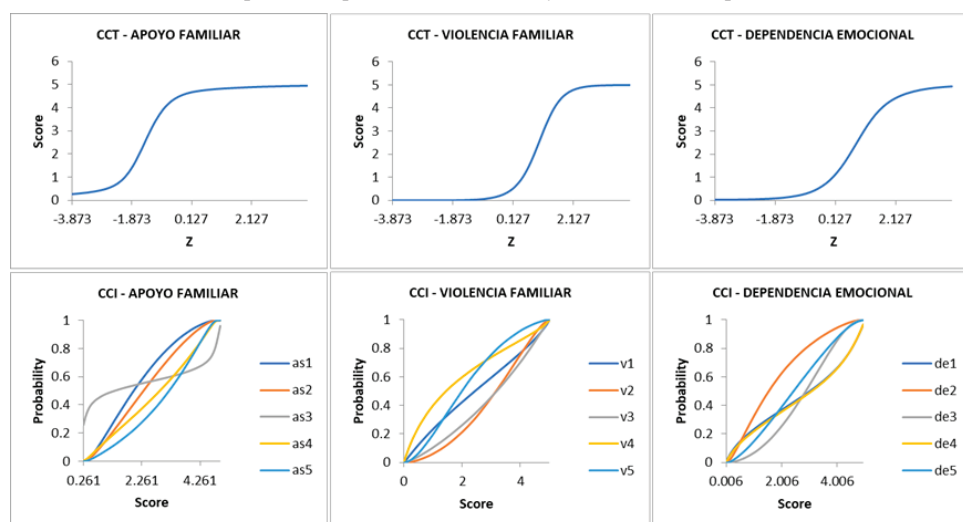 CCT - APOYO FAMILIAR
6
5
4
3
2
1
0
Score
-3.873 -1.873 0.127 2.127
Z
CCT - VIOLENCIA FAMILIAR
6
5
4
3
2
1
0
Score
-3.873 -1.873 0.127 2.127
Z
CCT - DEPENDENCIA EMOCIONAL
6
5
4
3
2
1
0
Score
-3.873 -1.873 0.127 2.127
Z
CCI - APOYO FAMILIAR
1
0.8
0.6
0.4
0.2
0
Probability
0.261 2.261 4.261
Score
as1
as2
as3
as4
as5
CCI - VIOLENCIA FAMILIAR
1
0.8
0.6
0.4
0.2
0
Probability
0 2 4
Score
v1
v2
v3
v4
v5
CCI - DEPENDENCIA EMOCIONAL
1
0.8
0.6
0.4
0.2
0
Probability
0.006 2.006 4.006
Score
de1
de2
de3
de4
de5